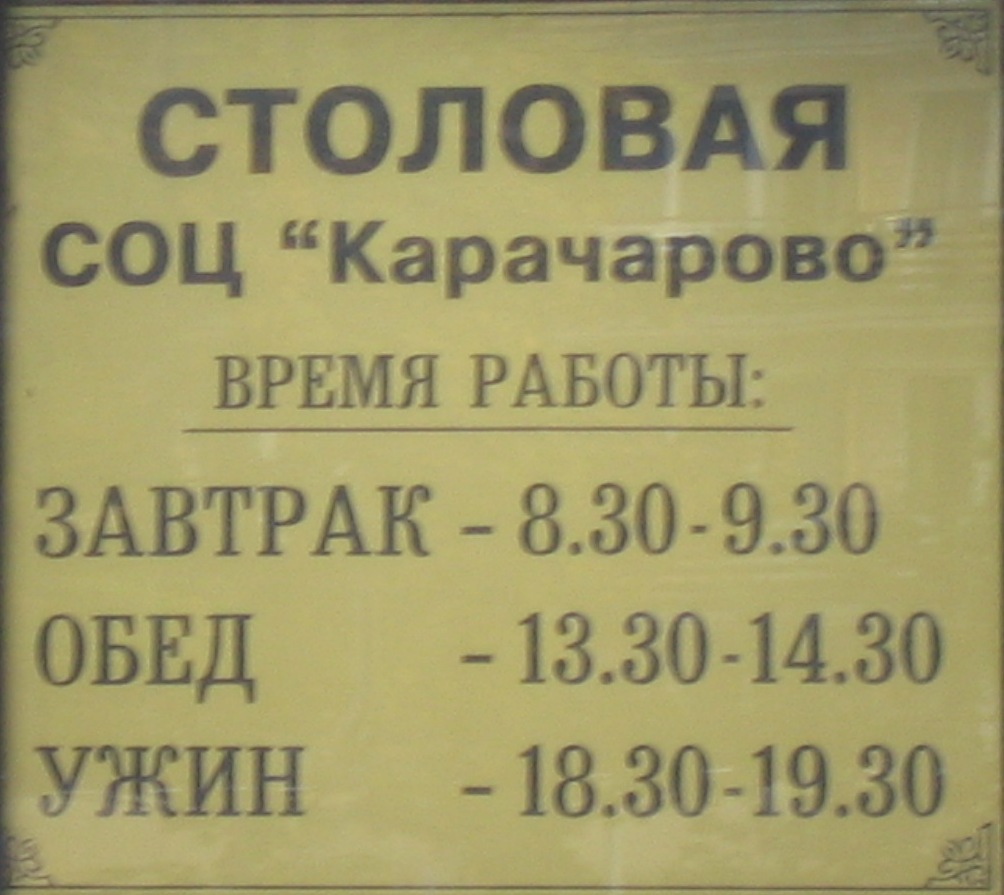 СТОЛОВАЯ
СОЦ “Карачарово”
ВРЕМЯ РАБОТЫ:
ЗАВТРАК - 8.30-9.30
ОБЕД - 13.30-14.30
УЖИН - 18.30-19.30